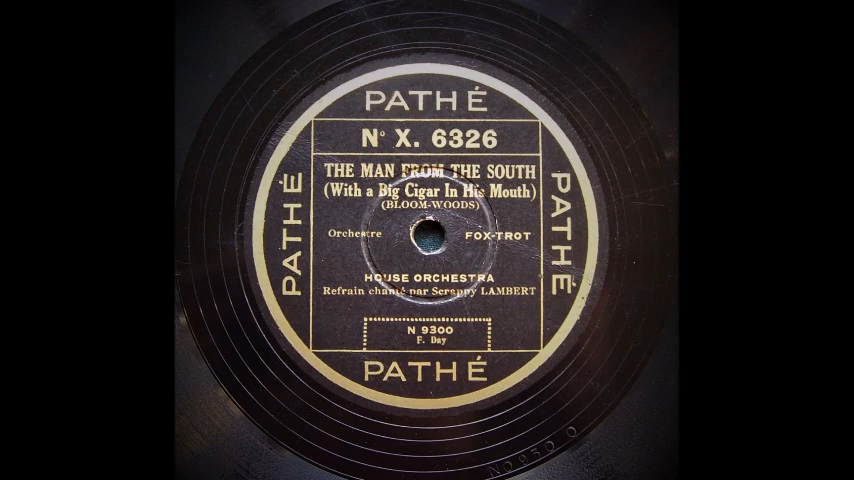 PATHÉ
Nº X. 6326
THE MAN FROM THE SOUTH
(With a Big Cigar In His Mouth)
(BLOOM-WOODS)
Orchestre FOX-TROT
HOUSE ORCHESTRA
Refrain chanté par Scrappy LAMBERT
N 9300
F. Day
PATHÉ
PATHÉ
PATHÉ